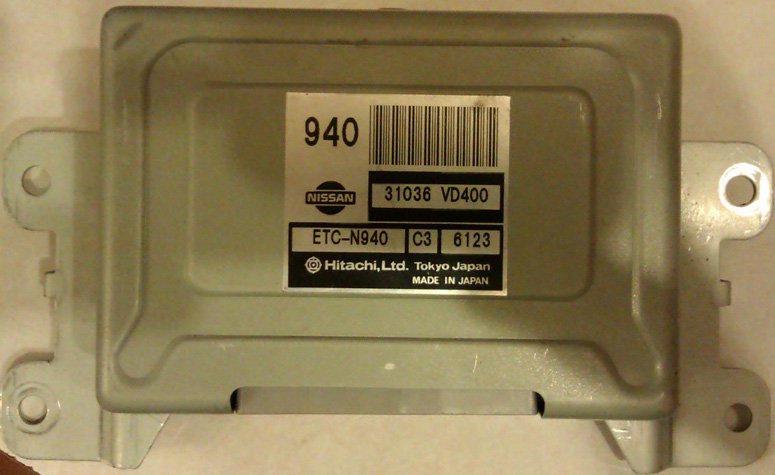 940
NISSAN
31036 VD400
ETC-N940 C3 6123
Hitachi,Ltd. Tokyo Japan
MADE IN JAPAN